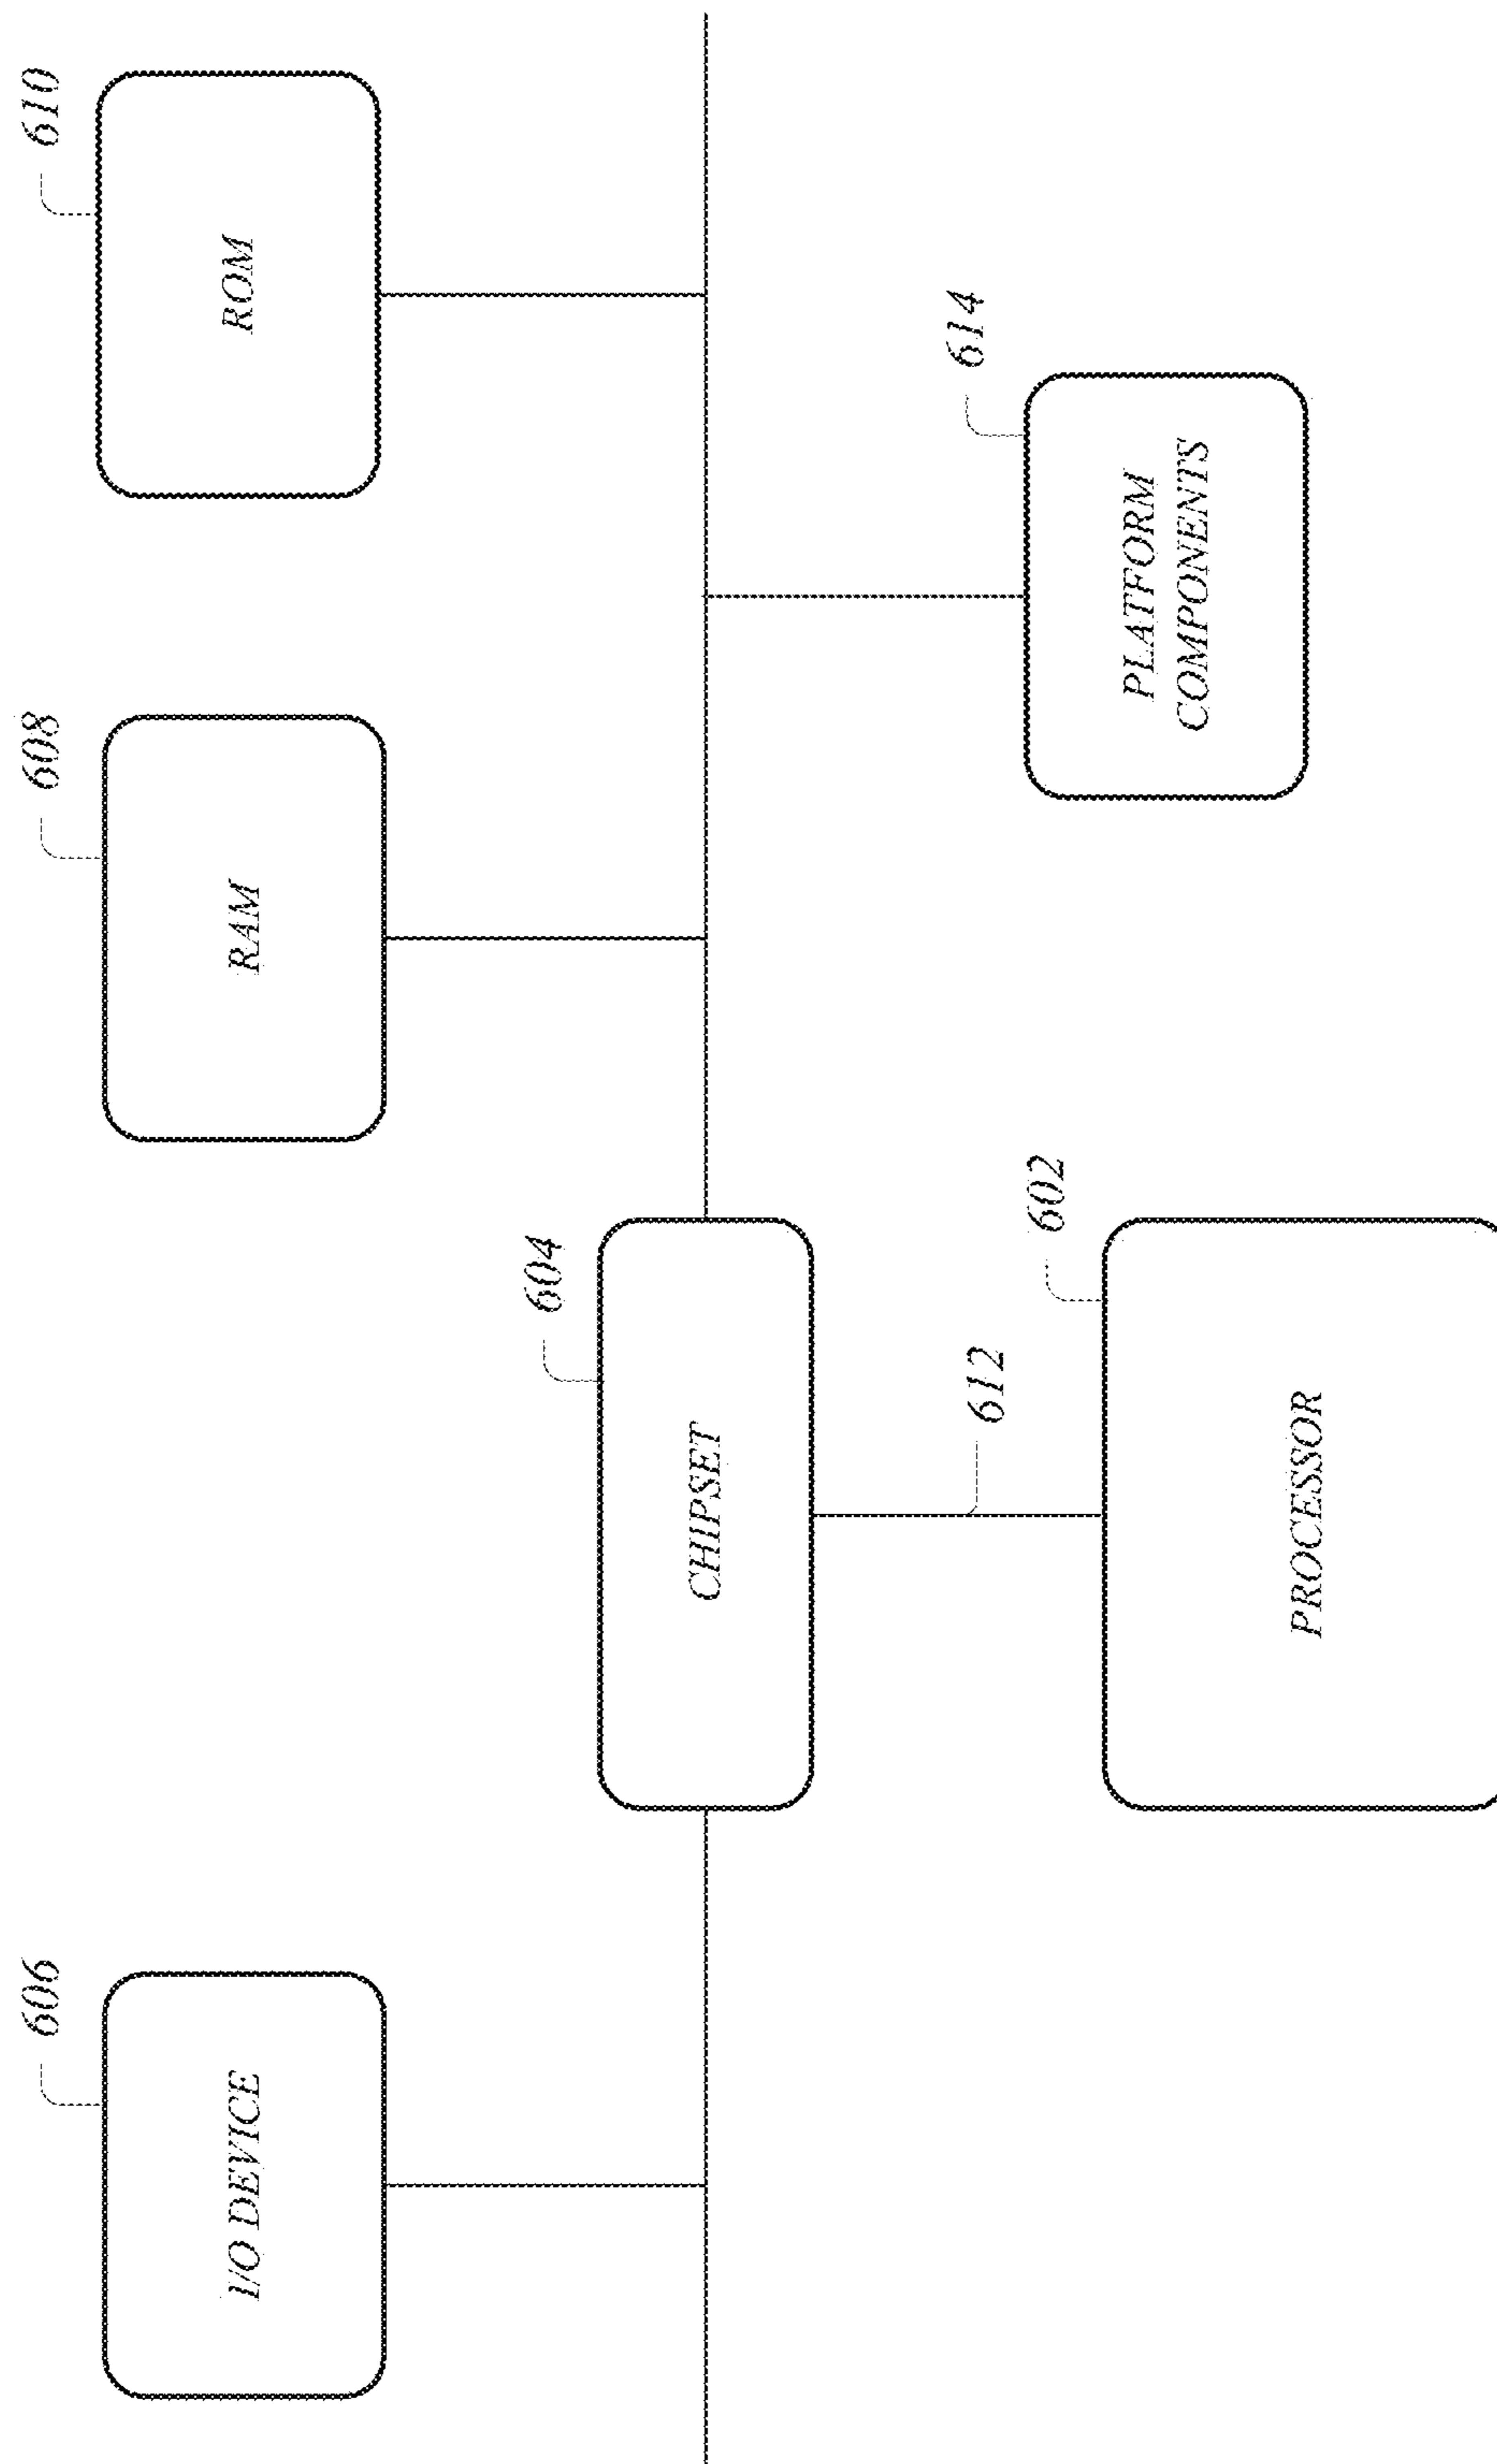 606
I/O DEVICE
608
RAM
610
ROM
604
CHIPSET
612
602
PROCESSOR
614
PLATFORM
COMPONENTS